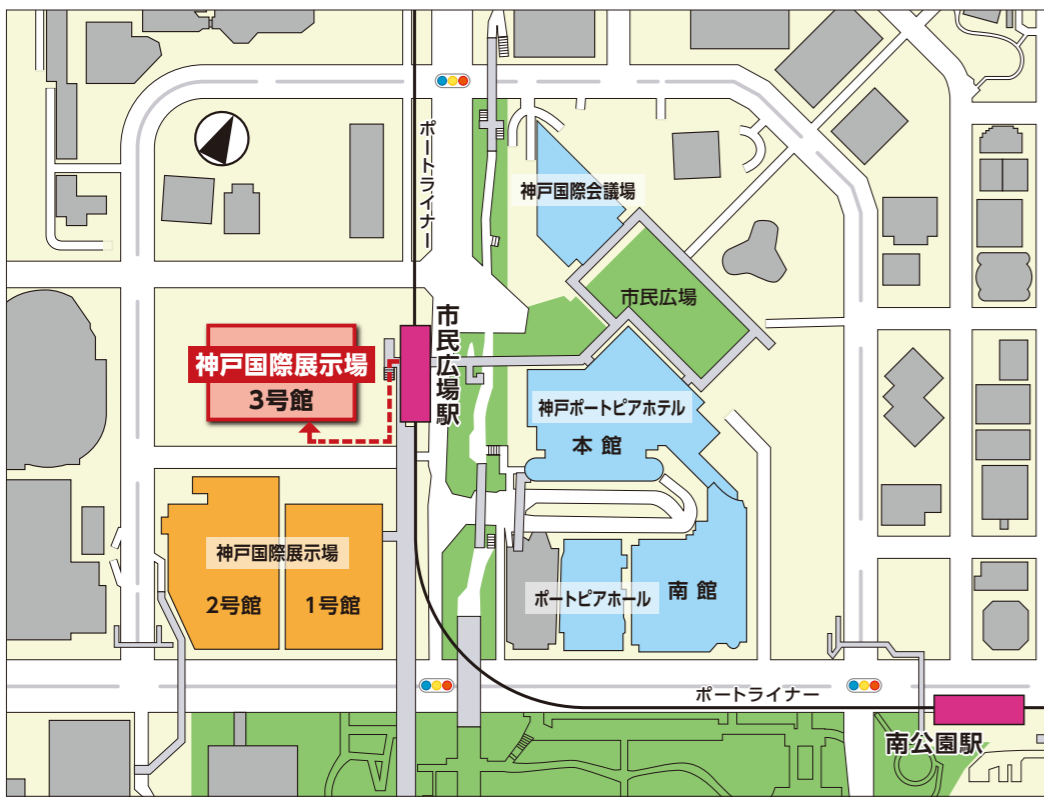 ポートライナー
神戸国際会議場
市民広場
市民広場駅
神戸国際展示場
3号館
神戸ポートピアホテル
本 館
神戸国際展示場
2号館
1号館
ポートピアホール
南 館
ポートライナー
南公園駅